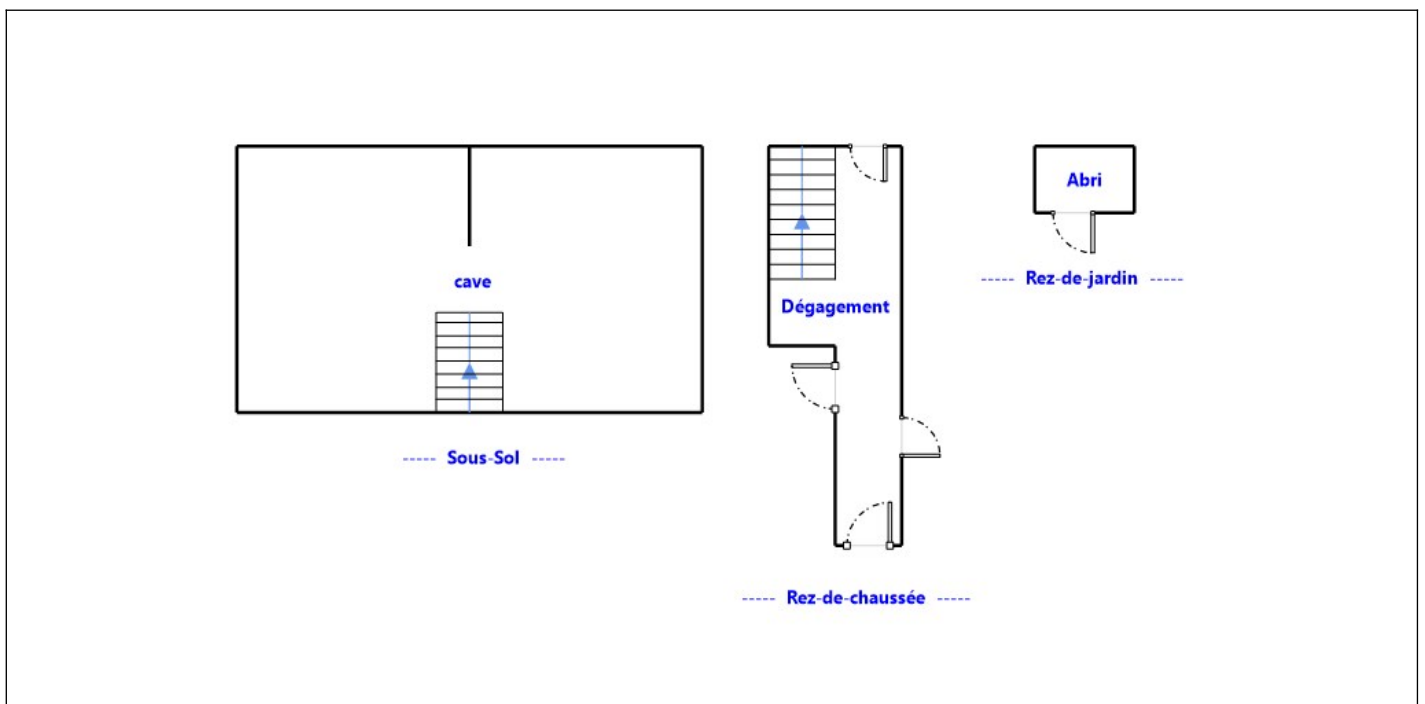 Abri
----- Rez-de-jardin -----
cave
Dégagement
----- Sous-Sol -----
----- Rez-de-chaussée -----